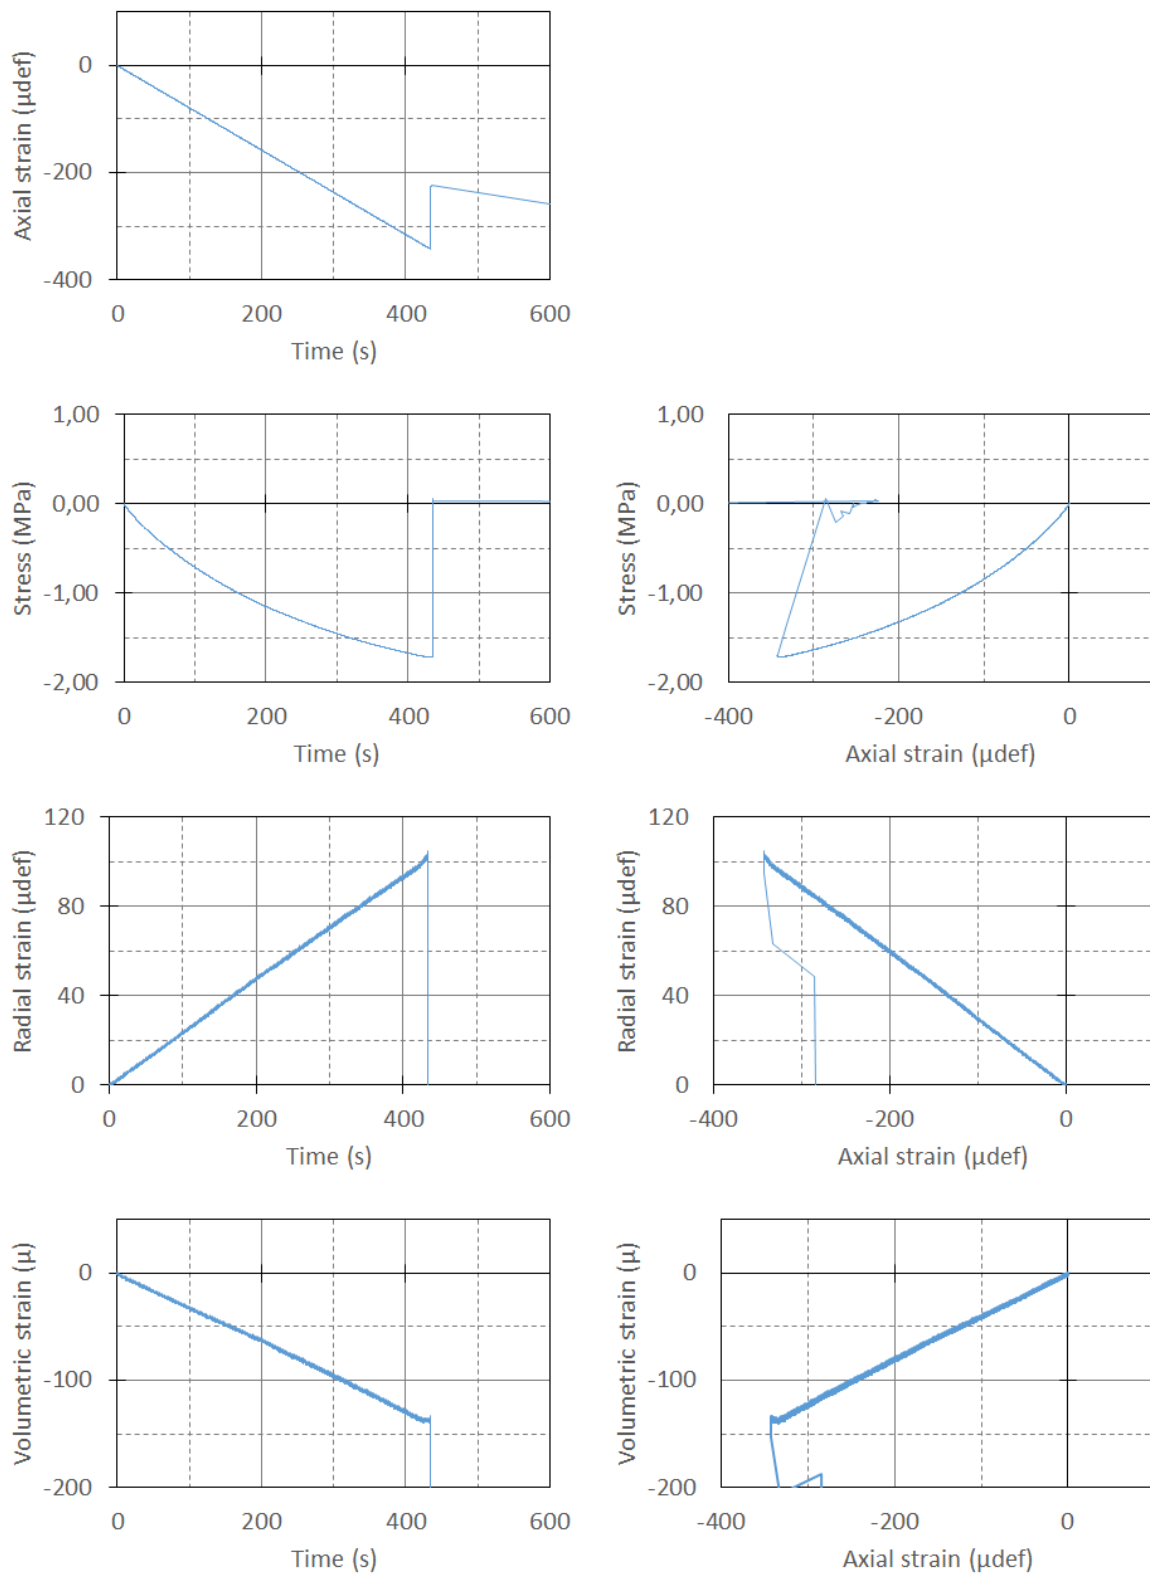 Axial strain (µdef)
0
-200
-400
0 200 400 600
Time (s)
Stress (MPa)
1,00
0,00
-1,00
-2,00
0 200 400 600
Time (s)
Stress (MPa)
1,00
0,00
-1,00
-2,00
-400 -200 0
Axial strain (µdef)
Radial strain (µdef)
120
80
40
0
0 200 400 600
Time (s)
Radial strain (µdef)
120
80
40
0
-400 -200 0
Axial strain (µdef)
Volumetric strain (µ)
0
-100
-200
0 200 400 600
Time (s)
Volumetric strain (µ)
0
-100
-200
-400 -200 0
Axial strain (µdef)